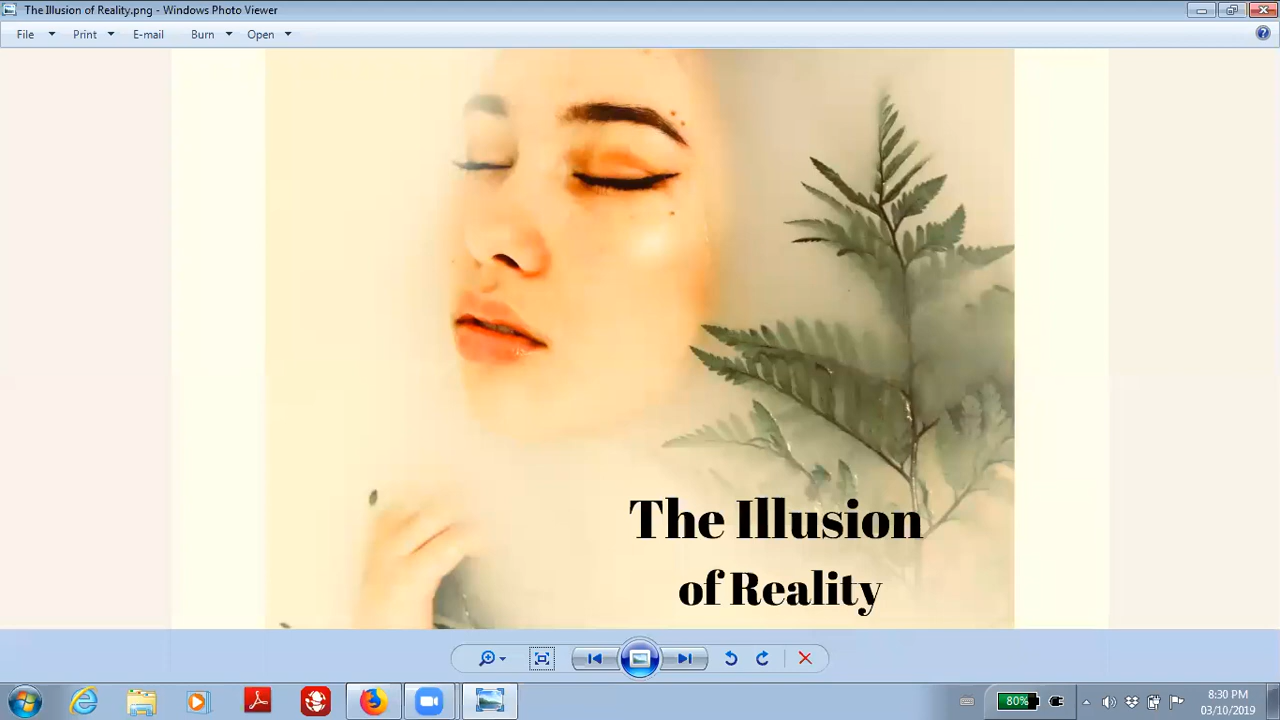 The Illusion of Reality.png - Windows Photo Viewer
File Print E-mail Burn Open
The Illusion
of Reality
80%
8:30 PM
03/10/2019